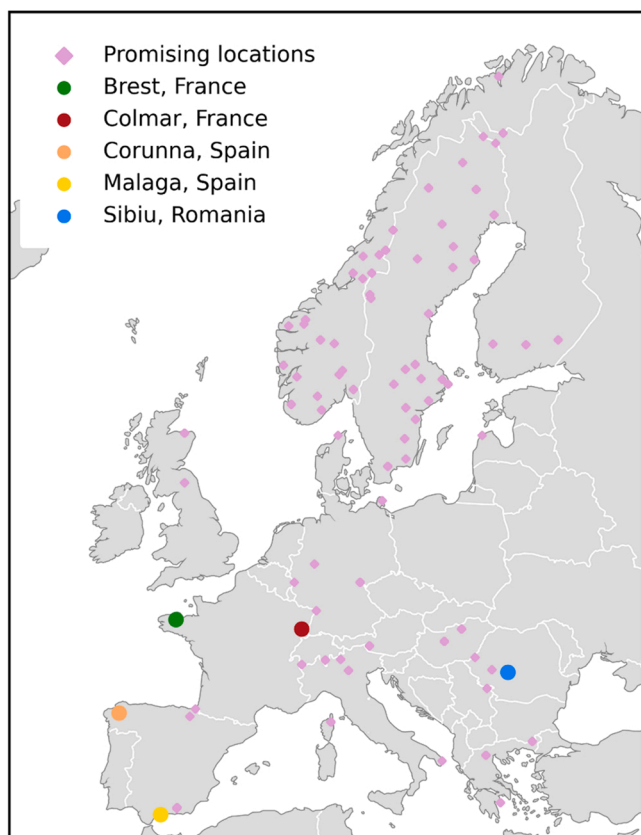 Promising locations
Brest, France
Colmar, France
Corunna, Spain
Malaga, Spain
Sibiu, Romania